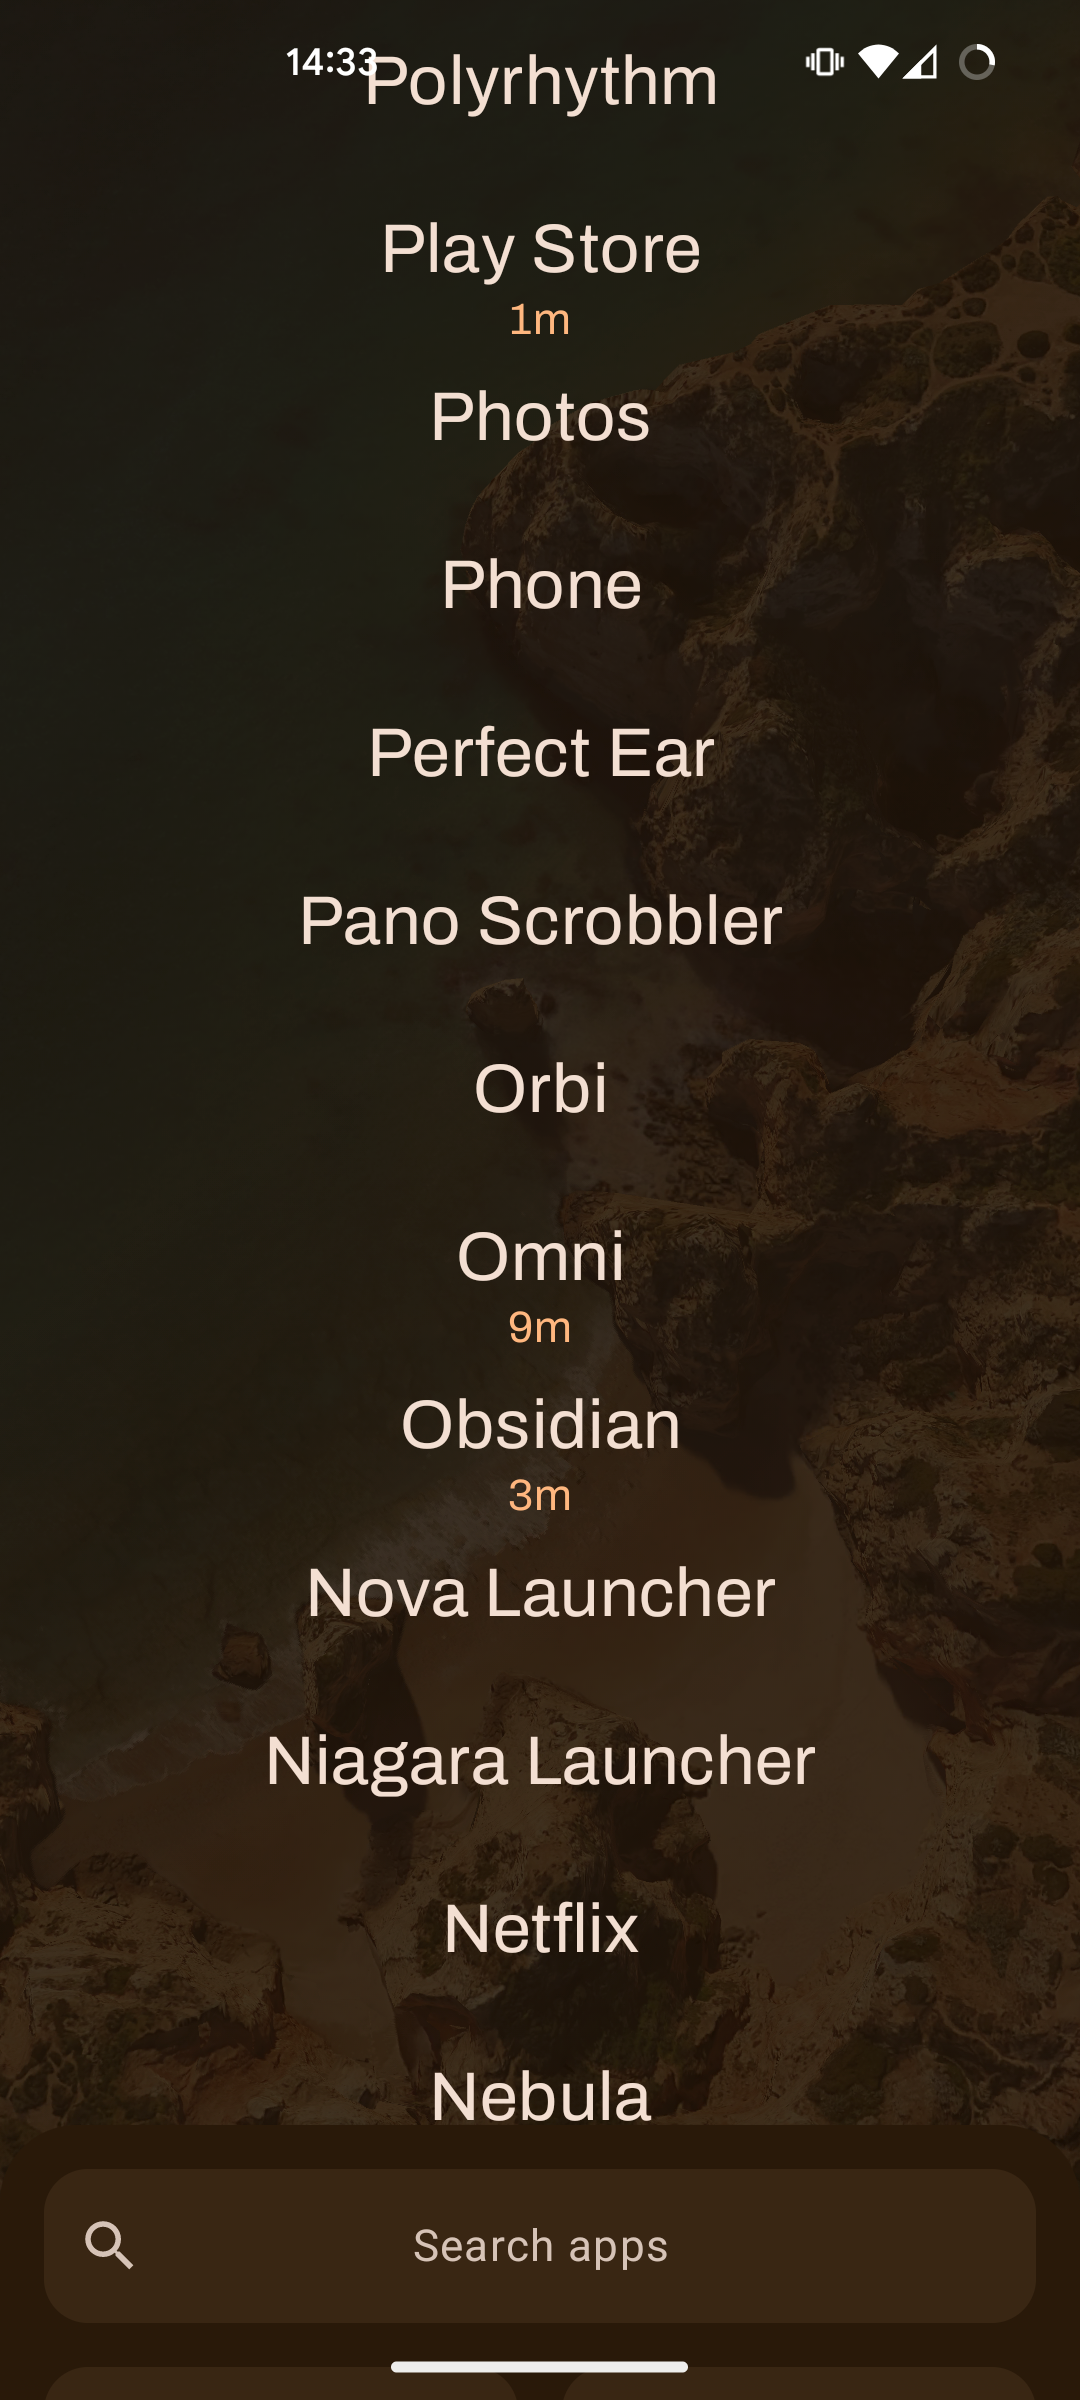 14:33
Polyrhythm
Play Store
1m
Photos
Phone
Perfect Ear
Pano Scrobbler
Orbi
Omni
9m
Obsidian
3m
Nova Launcher
Niagara Launcher
Netflix
Nebula
Search apps